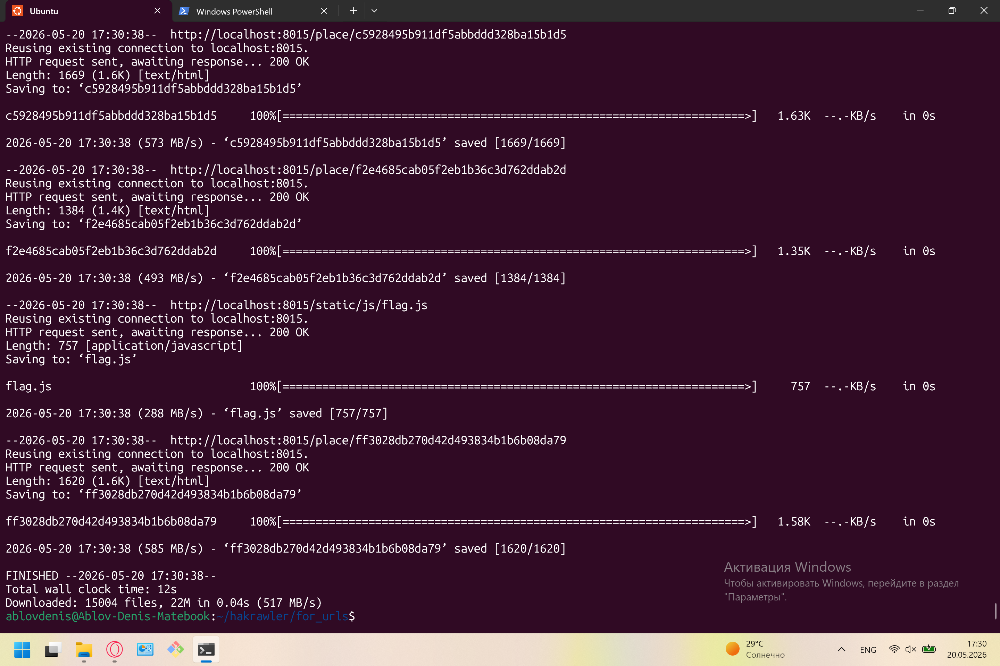 Ubuntu
Windows PowerShell
--2026-05-20 17:30:38--  http://localhost:8015/place/c5928495b911df5abbddd328ba15b1d5
Reusing existing connection to localhost:8015.
HTTP request sent, awaiting response... 200 OK
Length: 1669 (1.6K) [text/html]
Saving to: ‘c5928495b911df5abbddd328ba15b1d5’
c5928495b911df5abbddd328ba15b1d5     100%[======================================================================>]   1.63K  --.-KB/s    in 0s
2026-05-20 17:30:38 (573 MB/s) - ‘c5928495b911df5abbddd328ba15b1d5’ saved [1669/1669]
--2026-05-20 17:30:38--  http://localhost:8015/place/f2e4685cab05f2eb1b36c3d762ddab2d
Reusing existing connection to localhost:8015.
HTTP request sent, awaiting response... 200 OK
Length: 1384 (1.4K) [text/html]
Saving to: ‘f2e4685cab05f2eb1b36c3d762ddab2d’
f2e4685cab05f2eb1b36c3d762ddab2d     100%[======================================================================>]   1.35K  --.-KB/s    in 0s
2026-05-20 17:30:38 (493 MB/s) - ‘f2e4685cab05f2eb1b36c3d762ddab2d’ saved [1384/1384]
--2026-05-20 17:30:38--  http://localhost:8015/static/js/flag.js
Reusing existing connection to localhost:8015.
HTTP request sent, awaiting response... 200 OK
Length: 757 [application/javascript]
Saving to: ‘flag.js’
flag.js                              100%[======================================================================>]     757  --.-KB/s    in 0s
2026-05-20 17:30:38 (288 MB/s) - ‘flag.js’ saved [757/757]
--2026-05-20 17:30:38--  http://localhost:8015/place/ff3028db270d42d493834b1b6b08da79
Reusing existing connection to localhost:8015.
HTTP request sent, awaiting response... 200 OK
Length: 1620 (1.6K) [text/html]
Saving to: ‘ff3028db270d42d493834b1b6b08da79’
ff3028db270d42d493834b1b6b08da79     100%[======================================================================>]   1.58K  --.-KB/s    in 0s
2026-05-20 17:30:38 (585 MB/s) - ‘ff3028db270d42d493834b1b6b08da79’ saved [1620/1620]
FINISHED --2026-05-20 17:30:38--
Total wall clock time: 12s
Downloaded: 15004 files, 22M in 0.04s (517 MB/s)
ablovdenis@Ablov-Denis-Matebook:~/hakrawler/for_urls$
Активация Windows
Чтобы активировать Windows, перейдите в раздел
"Параметры".
29°C
Солнечно
ENG
17:30
20.05.2026